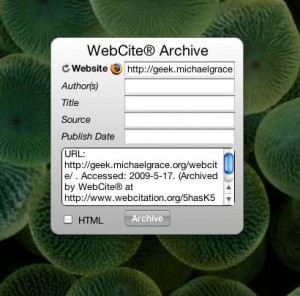 WebCite® Archive
Website http://geek.michaelgrace
Author(s)
Title
Source
Publish Date
URL:
http://geek.michaelgrace.org/webcit
e/ . Accessed: 2009-5-17. (Archived
by WebCite® at
http://www.webcitation.org/5hasK5
HTML Archive